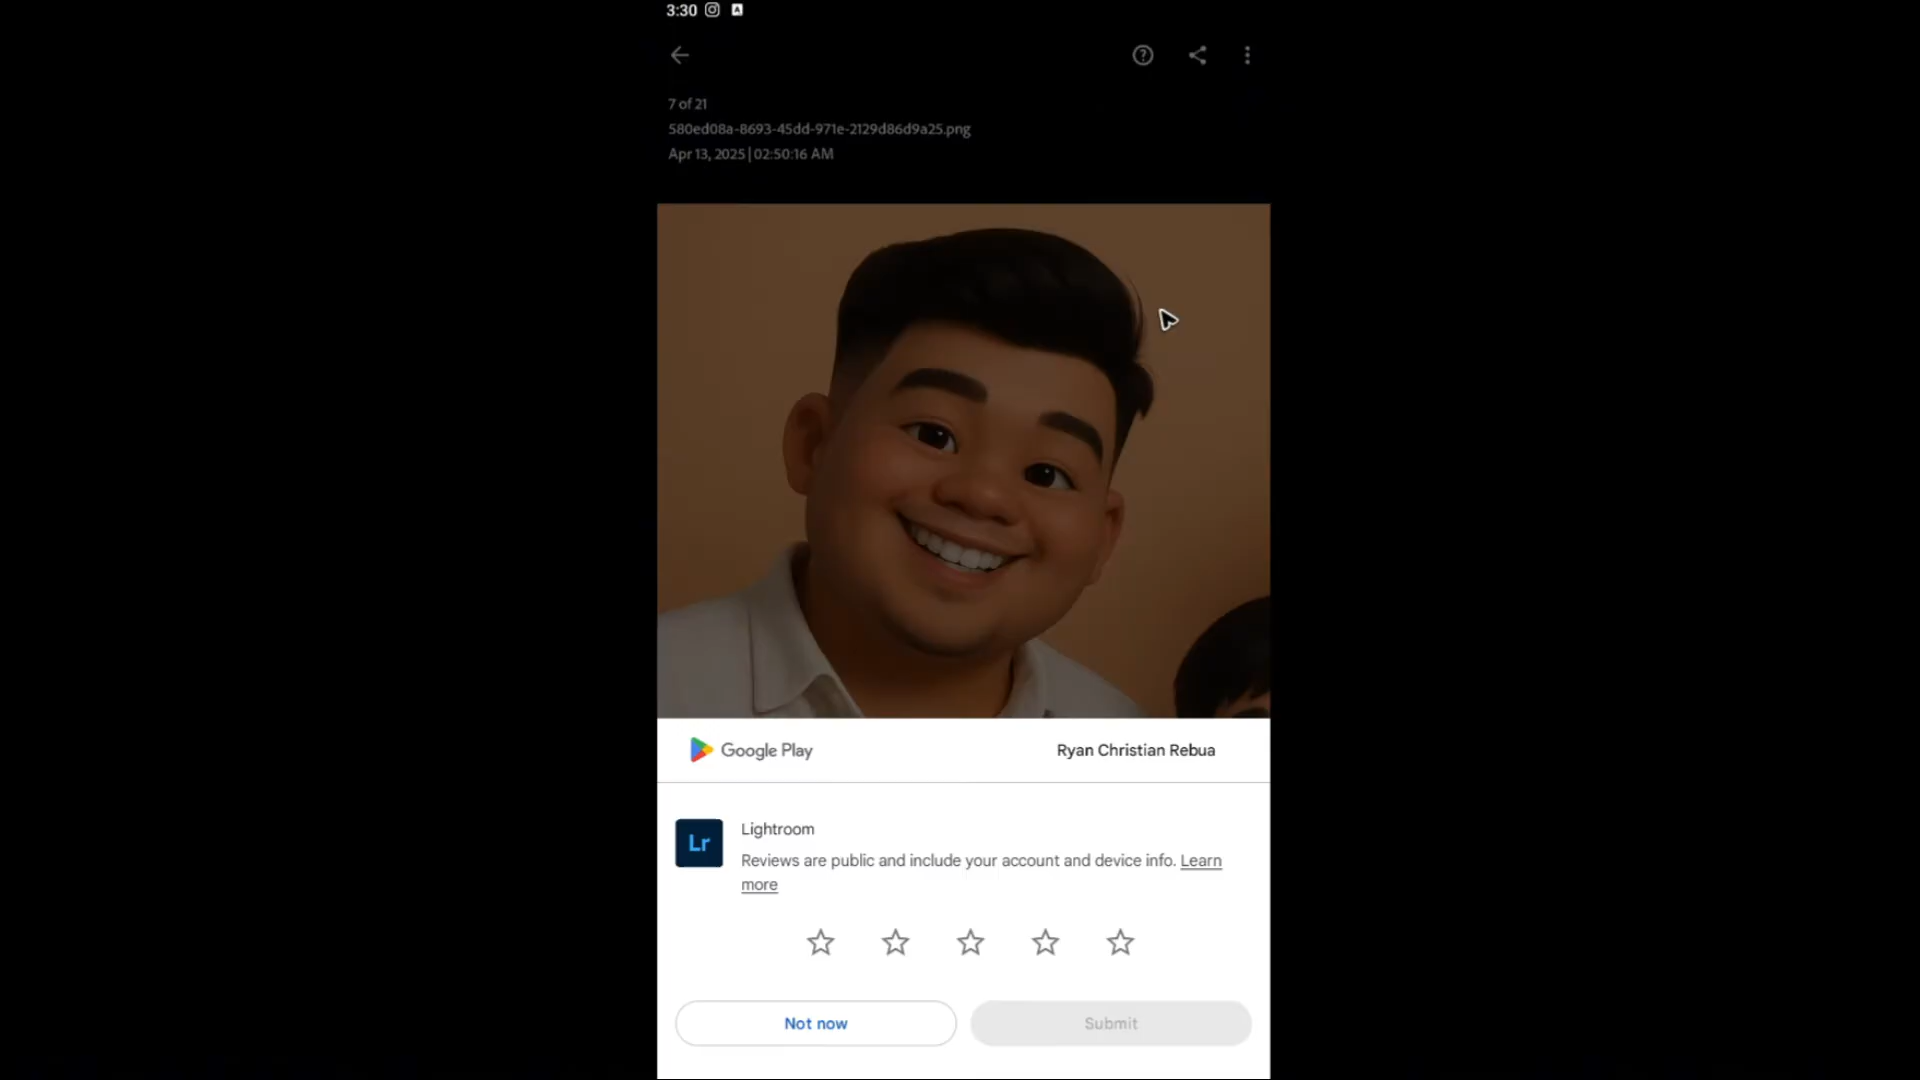 3:30
7 of 21
580ed08a-8693-45dd-971e-2129d86d9a25.png
Apr 13, 2025 | 02:50:16 AM
Google Play
Ryan Christian Rebua
Lr
Lightroom
Reviews are public and include your account and device info. Learn
more
Not now
Submit